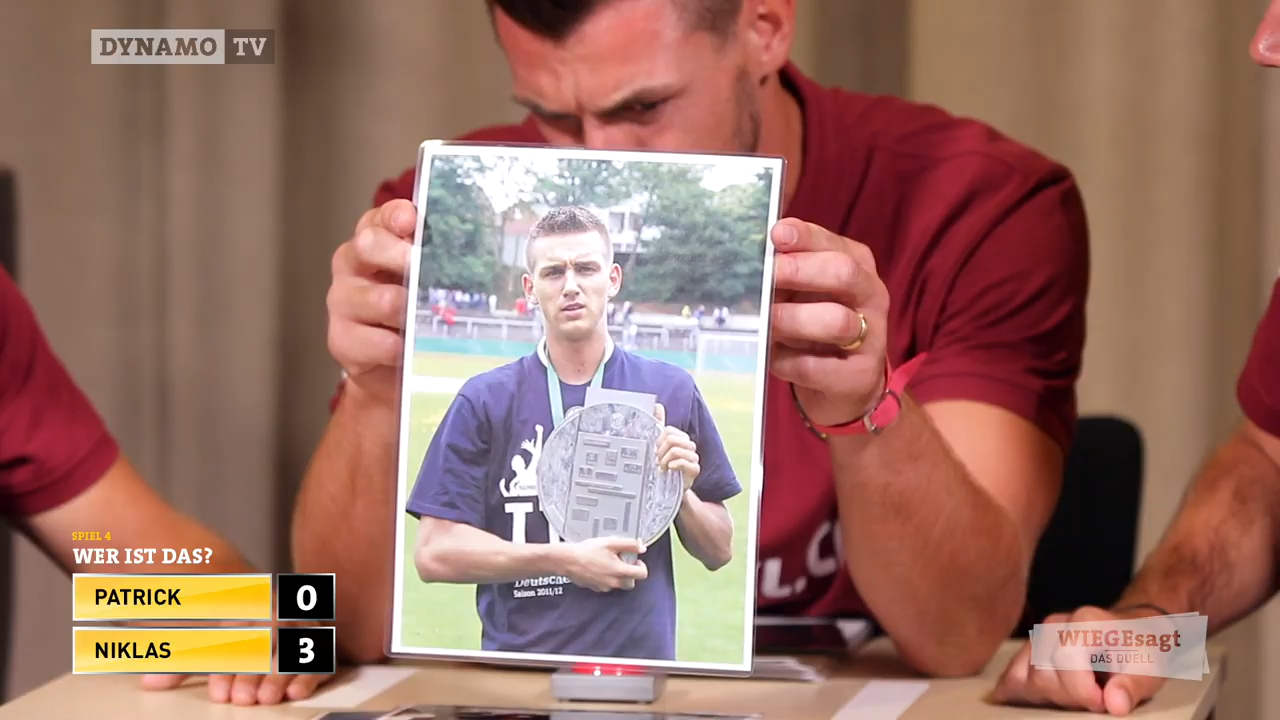 DYNAMO TV
Deutsche
Saison 2011/12
SPIEL 4
WER IST DAS?
PATRICK 0
NIKLAS 3
WIEGEsagt
DAS DUELL